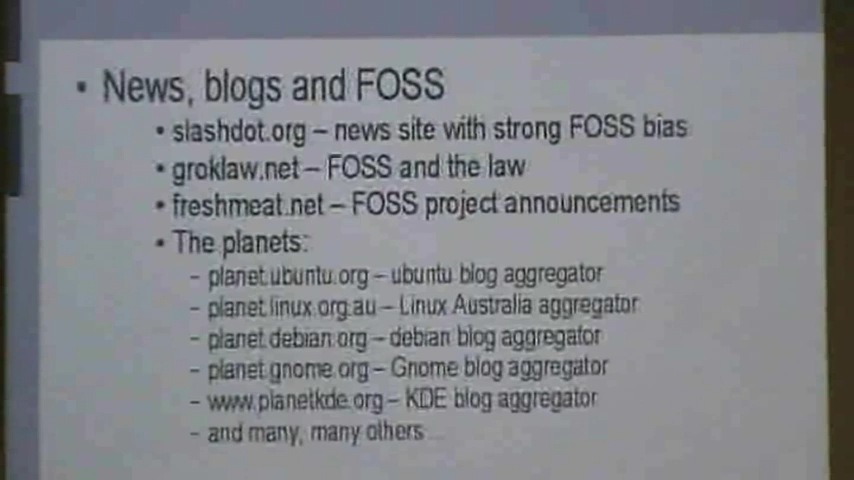 • News, blogs and FOSS
• slashdot.org – news site with strong FOSS bias
• groklaw.net – FOSS and the law
• freshmeat.net – FOSS project announcements
• The planets:
– planet.ubuntu.org – ubuntu blog aggregator
– planet.linux.org.au – Linux Australia aggregator
– planet.debian.org – debian blog aggregator
– planet.gnome.org – Gnome blog aggregator
– www.planetkde.org – KDE blog aggregator
– and many, many others